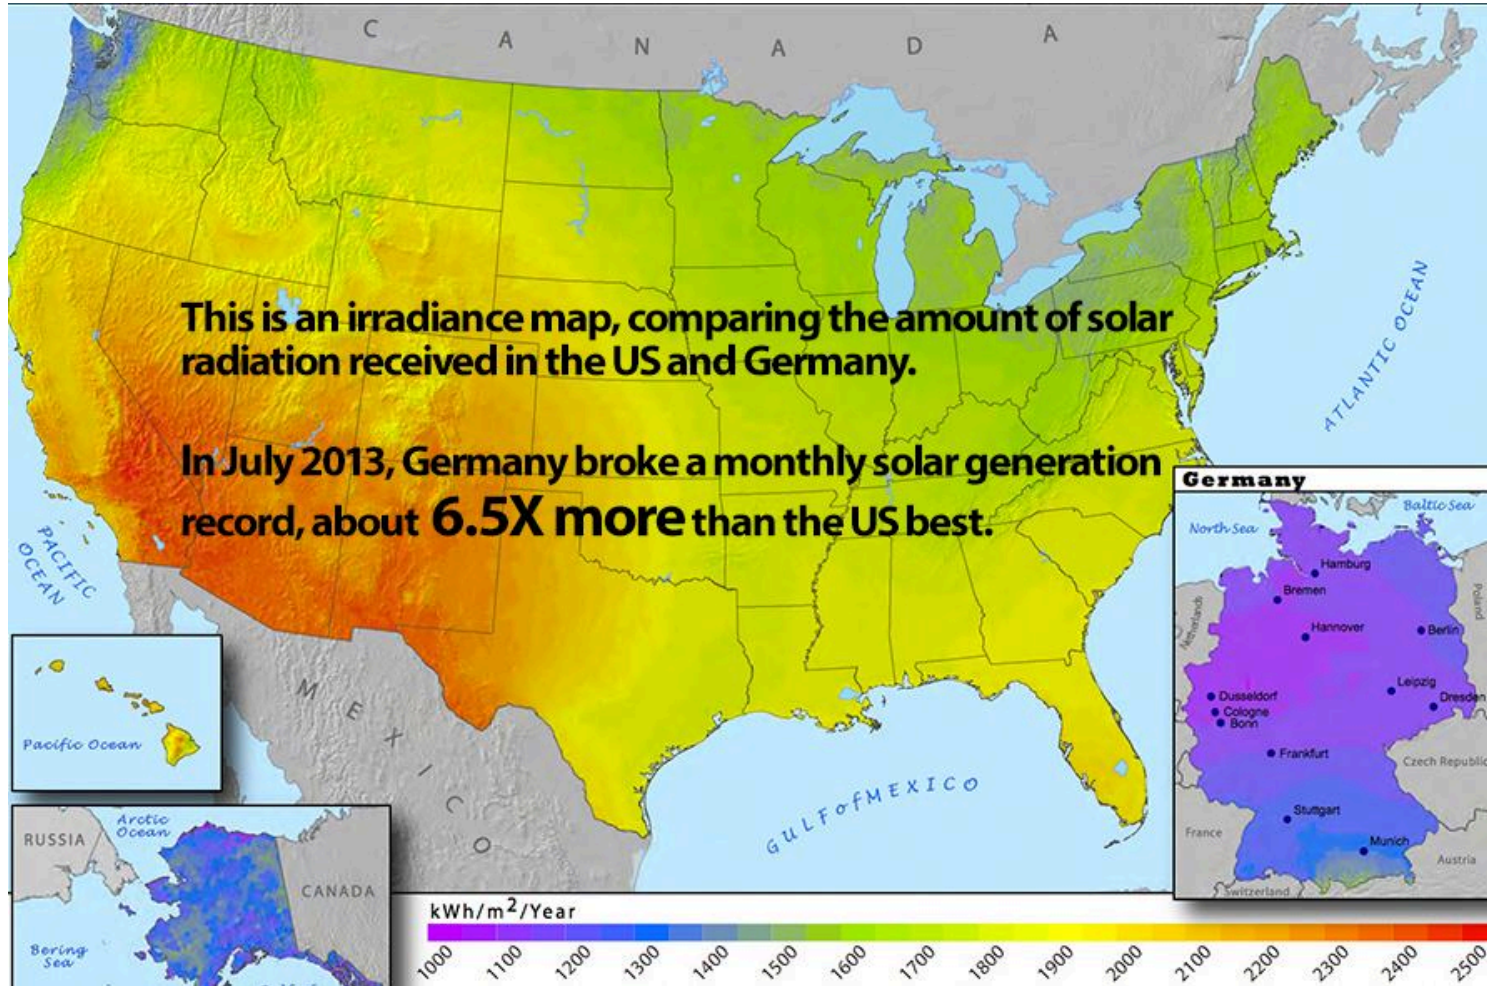 C A N A D A
This is an irradiance map, comparing the amount of solar
radiation received in the US and Germany.
In July 2013, Germany broke a monthly solar generation
record, about 6.5X more than the US best.
ATLANTIC OCEAN
PACIFIC
OCEAN
MEXICO
GULF of MEXICO
Pacific Ocean
RUSSIA
Arctic
Ocean
CANADA
Bering
Sea
Germany
North Sea
Baltic Sea
Hamburg
Bremen
Netherlands
Poland
Hannover
Berlin
Leipzig
Dusseldorf
Dresden
Cologne
Bonn
Frankfurt
Czech Republic
Stuttgart
France
Munich
Austria
Switzerland
kWh/m²/Year
1000 1100 1200 1300 1400 1500 1600 1700 1800 1900 2000 2100 2200 2300 2400 2500